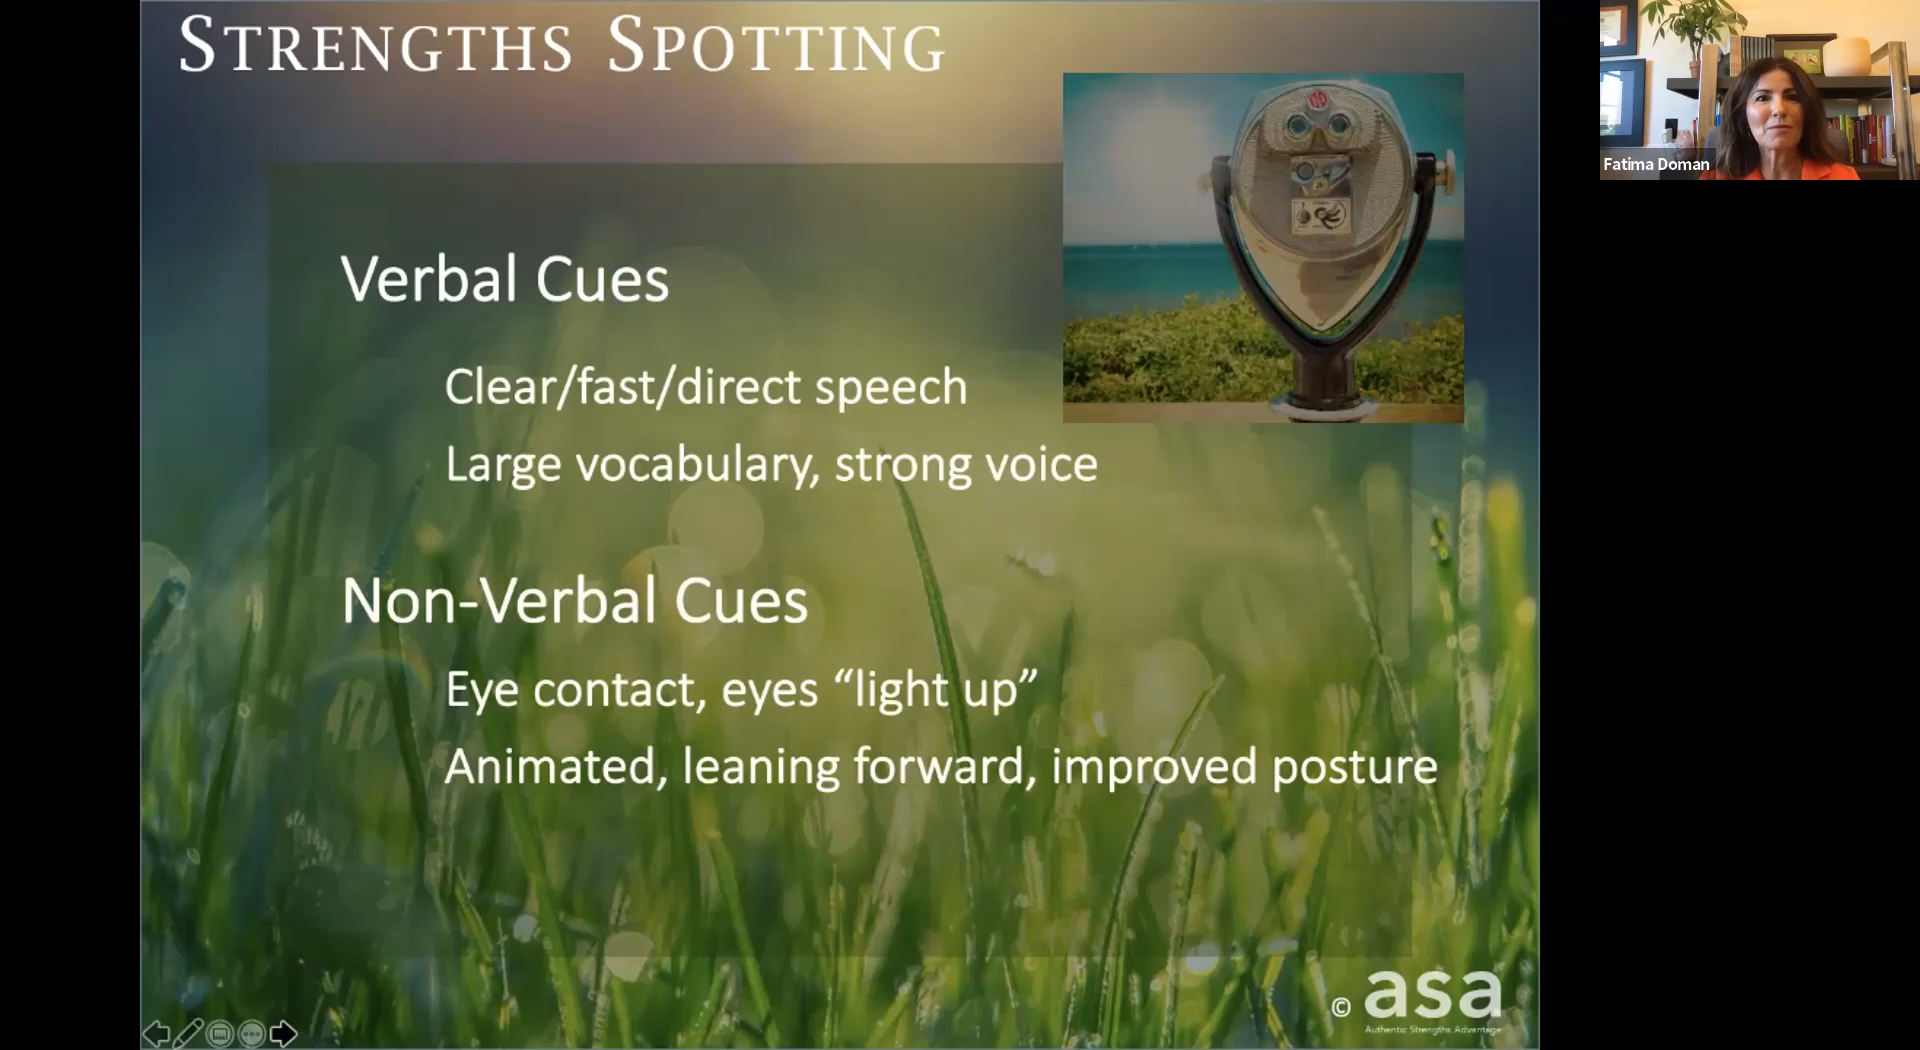 STRENGTHS SPOTTING
Verbal Cues
Clear/fast/direct speech
Large vocabulary, strong voice
Non-Verbal Cues
Eye contact, eyes “light up”
Animated, leaning forward, improved posture
© asa
Authentic Strengths Advantage
Fatima Doman